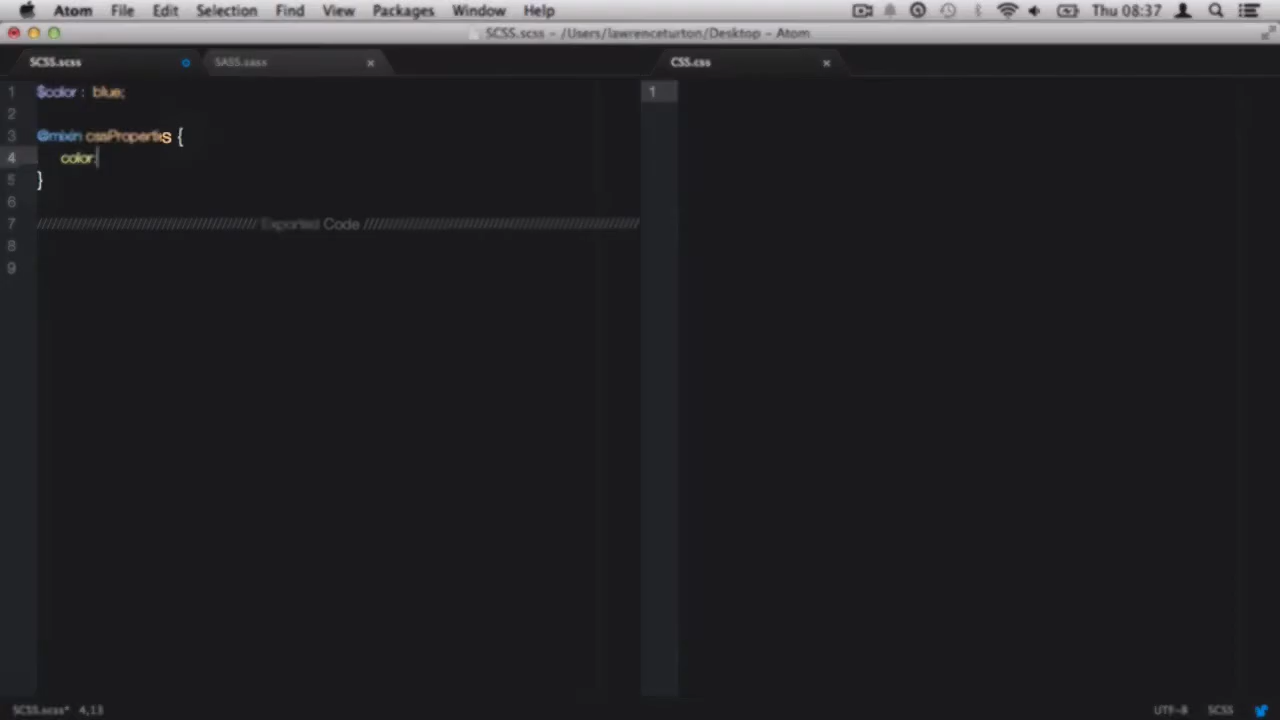 Atom File Edit Selection Find View Packages Window Help Thu 08:37
SCSS.scss - /Users/lawrenceturton/Desktop - Atom
SCSS.scss SASS.sass CSS.css
1 $color : blue;
2
3 @mixin cssProperties {
4 color:
5 }
6
7 //////////////////////////////////////////// Exported Code ///////////////////////////////////////////////////////
8
9
1
SCSS.scss* 4,13 UTF-8 SCSS